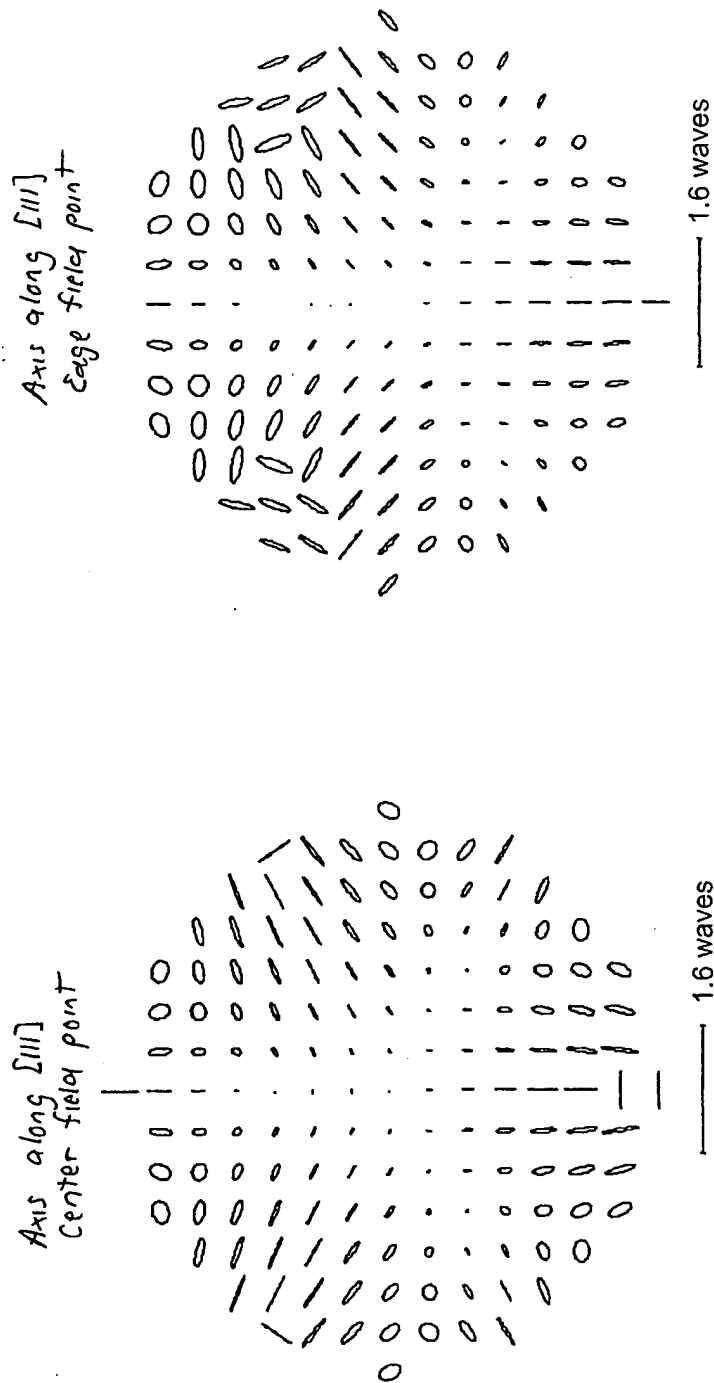 Axis along [111]
Edge field point
1.6 waves
Axis along [111]
Center field point
1.6 waves